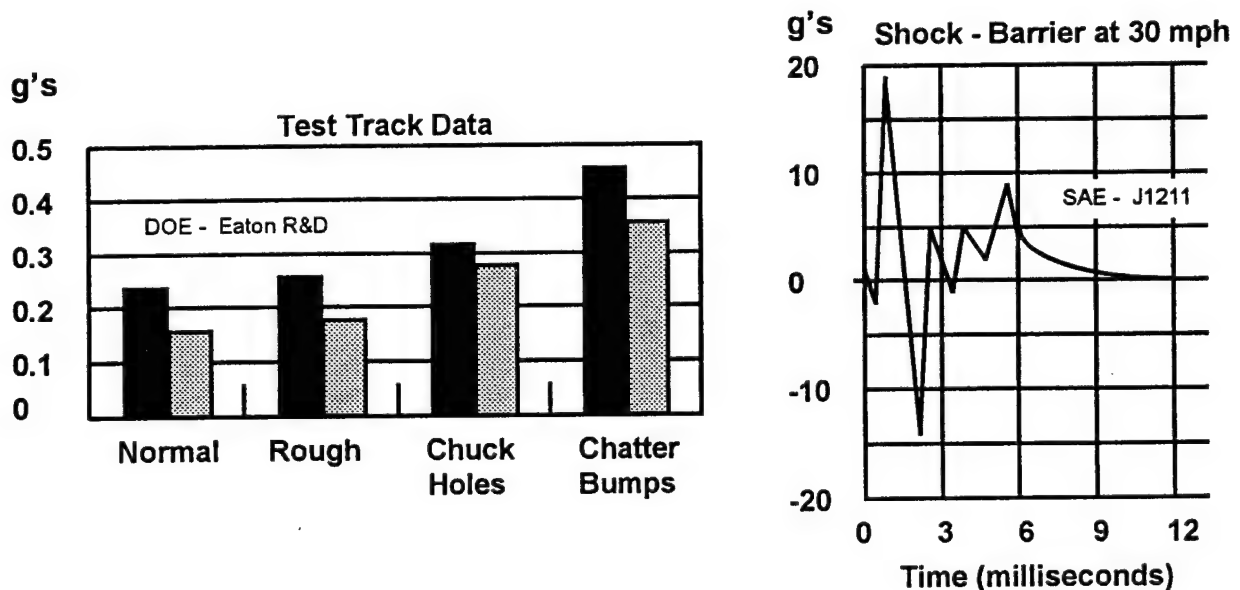 g's
Test Track Data
0.5
0.4
0.3
0.2
0.1
0
DOE - Eaton R&D
Normal
Rough
Chuck
Holes
Chatter
Bumps
g's
Shock - Barrier at 30 mph
20
10
0
-10
-20
SAE - J1211
0 3 6 9 12
Time (milliseconds)